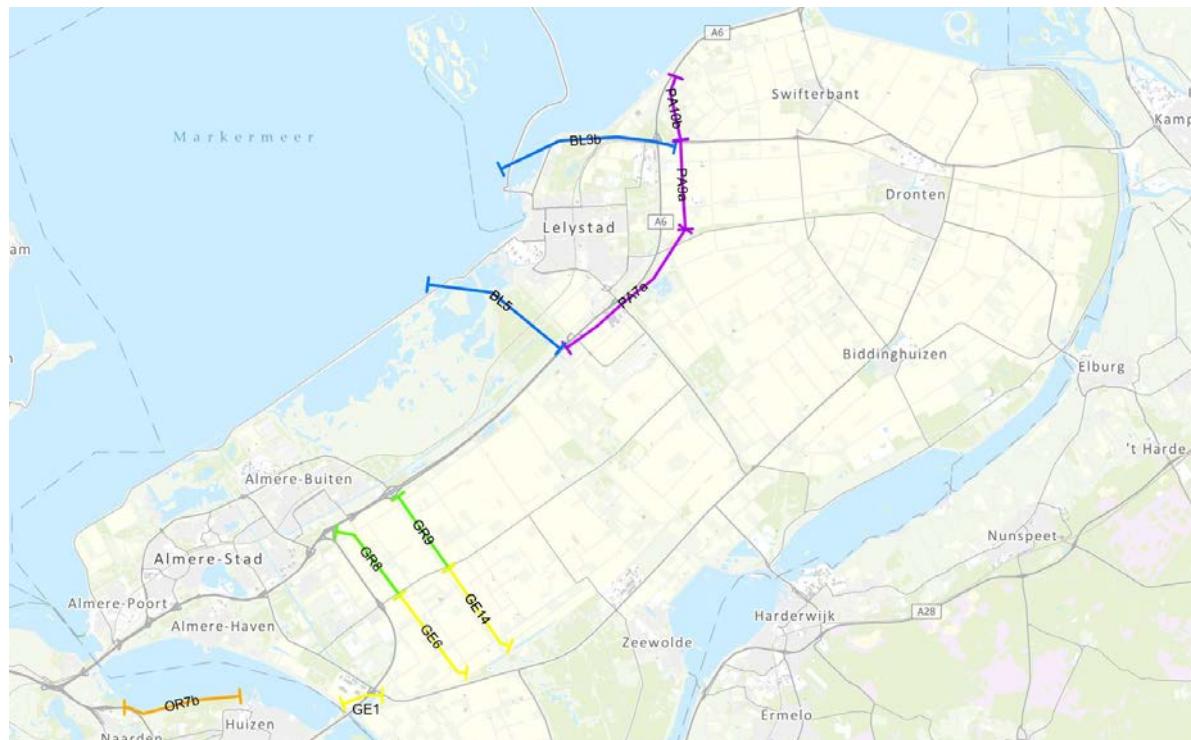 A6
Swifterbant
Kamp
PA10b
Markermeer
BL3b
PA9a
Dronten
A6
Lelystad
am
BL5
PA7a
Biddinghuizen
Elburg
't Harde
Almere-Buiten
GR9
Nunspeet
Almere-Stad
GR8
GE14
Almere-Poort
Harderwijk
A28
Almere-Haven
GE6
Zeewolde
OR7b
GE1
Huizen
Ermelo
Naarden